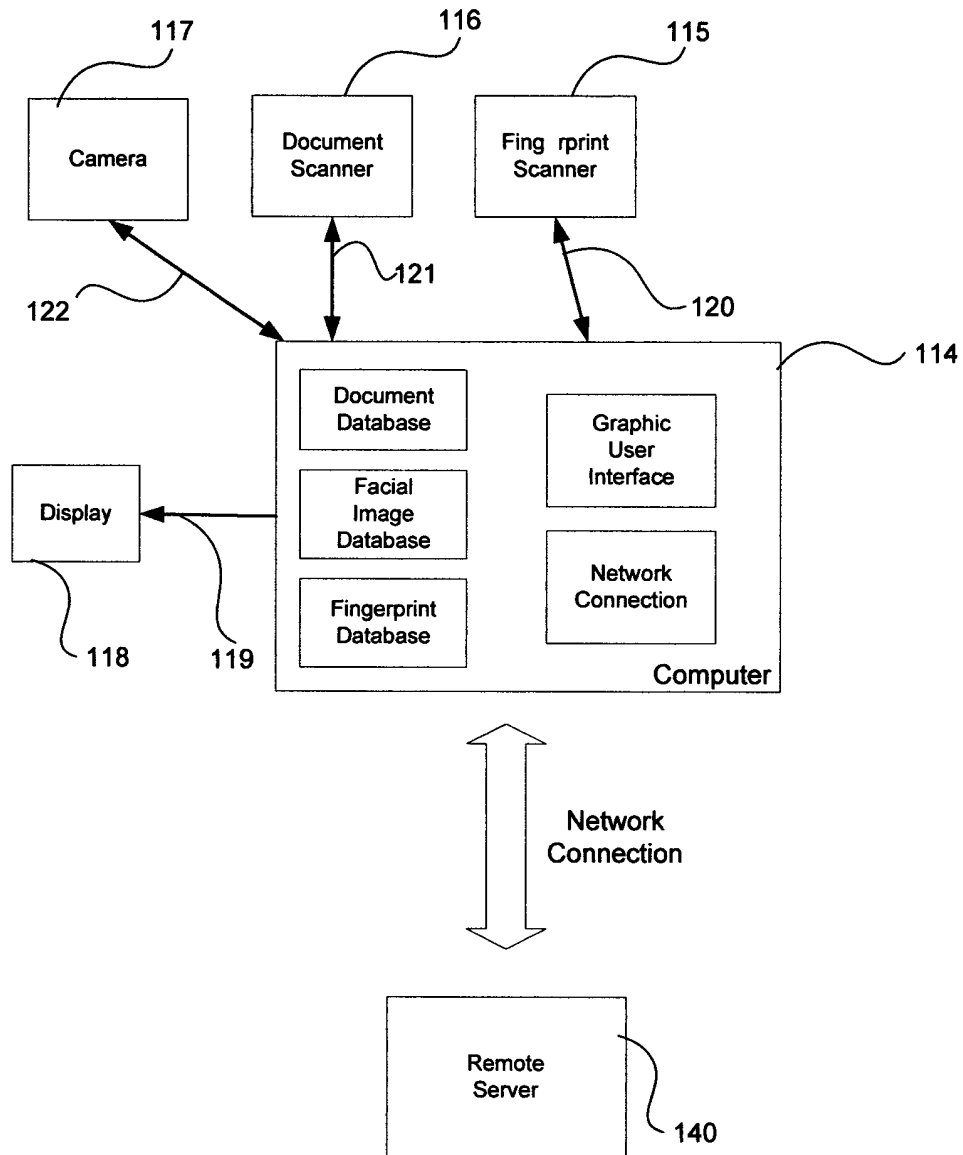 117
116
115
Camera
Document
Scanner
Fing rprint
Scanner
122
121
120
114
Document
Database
Graphic
User
Interface
Facial
Image
Database
Display
Network
Connection
Fingerprint
Database
118
119
Computer
Network
Connection
Remote
Server
140